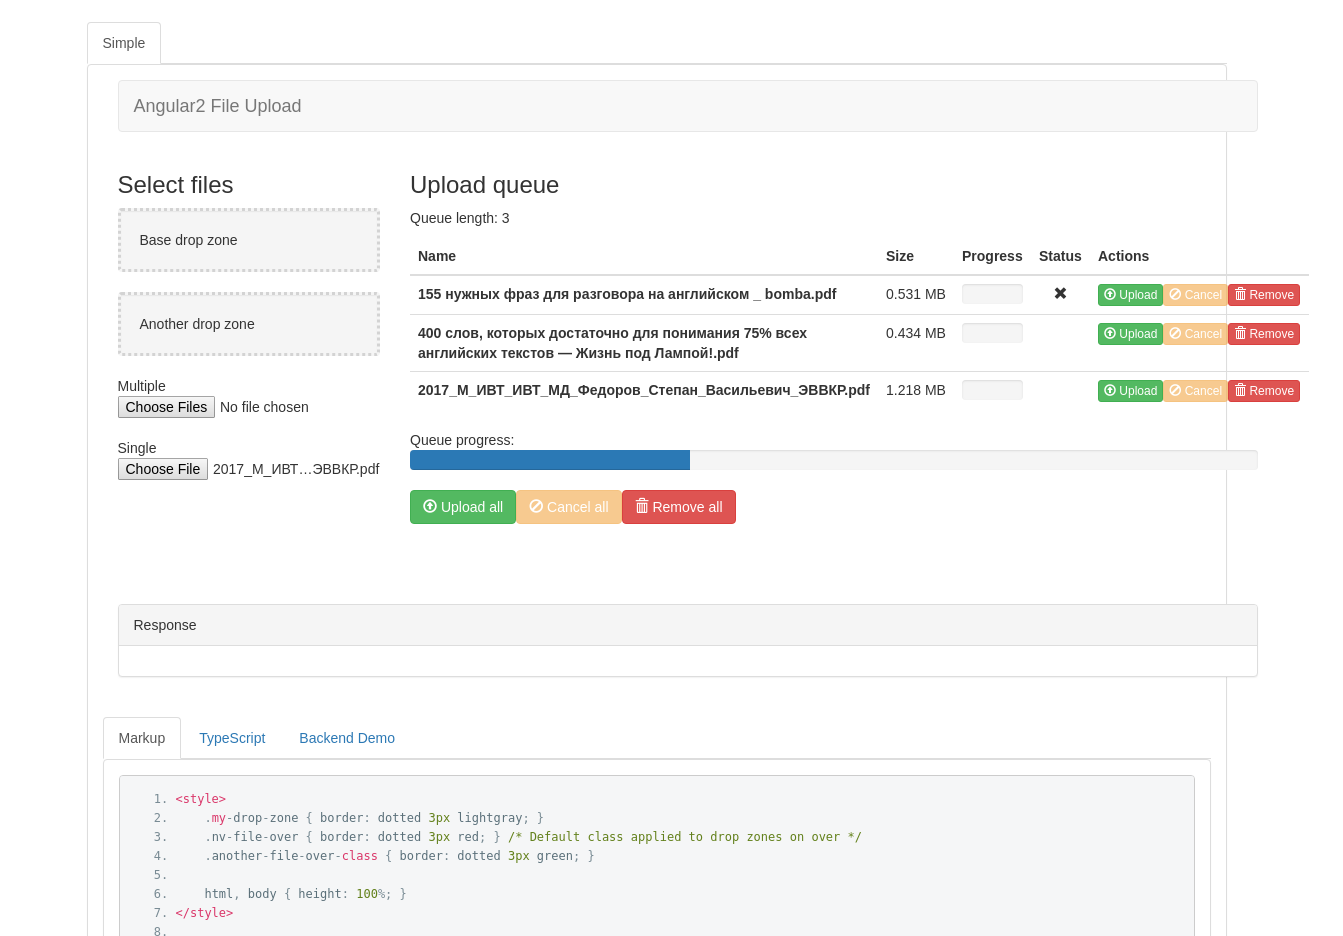 Simple
Angular2 File Upload
Select files
Base drop zone
Another drop zone
Multiple
Choose Files No file chosen
Single
Choose File 2017_М_ИВТ…ЭВВКР.pdf
Upload queue
Queue length: 3
Name Size Progress Status Actions
155 нужных фраз для разговора на английском _ bomba.pdf 0.531 MB Upload Cancel Remove
400 слов, которых достаточно для понимания 75% всех 0.434 MB Upload Cancel Remove
английских текстов — Жизнь под Лампой!.pdf
2017_М_ИВТ_ИВТ_МД_Федоров_Степан_Васильевич_ЭВВКР.pdf 1.218 MB Upload Cancel Remove
Queue progress:
Upload all Cancel all Remove all
Response
Markup TypeScript Backend Demo
1. <style>
2. .my-drop-zone { border: dotted 3px lightgray; }
3. .nv-file-over { border: dotted 3px red; } /* Default class applied to drop zones on over */
4. .another-file-over-class { border: dotted 3px green; }
5.
6. html, body { height: 100%; }
7. </style>
8.